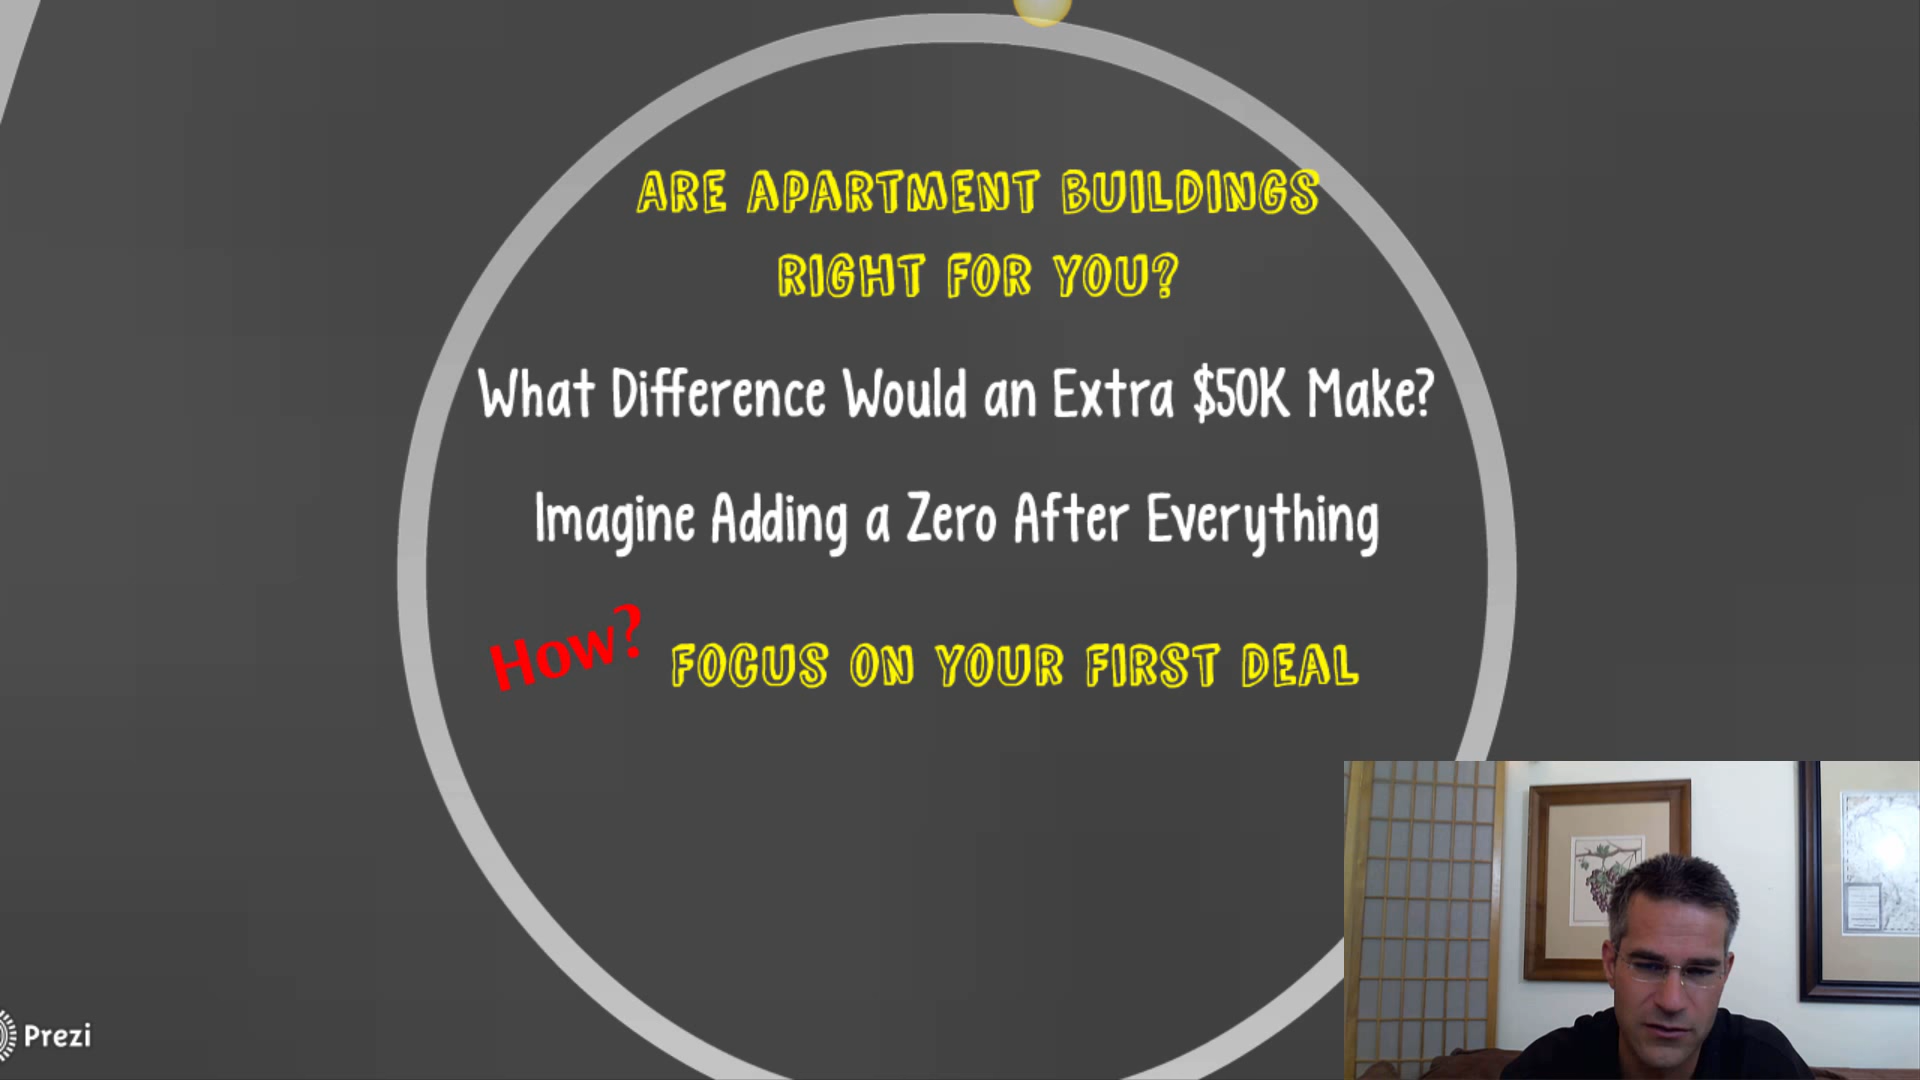 ARE APARTMENT BUILDINGS
RIGHT FOR YOU?
What Difference Would an Extra $50K Make?
Imagine Adding a Zero After Everything
How? FOCUS ON YOUR FIRST DEAL
Prezi